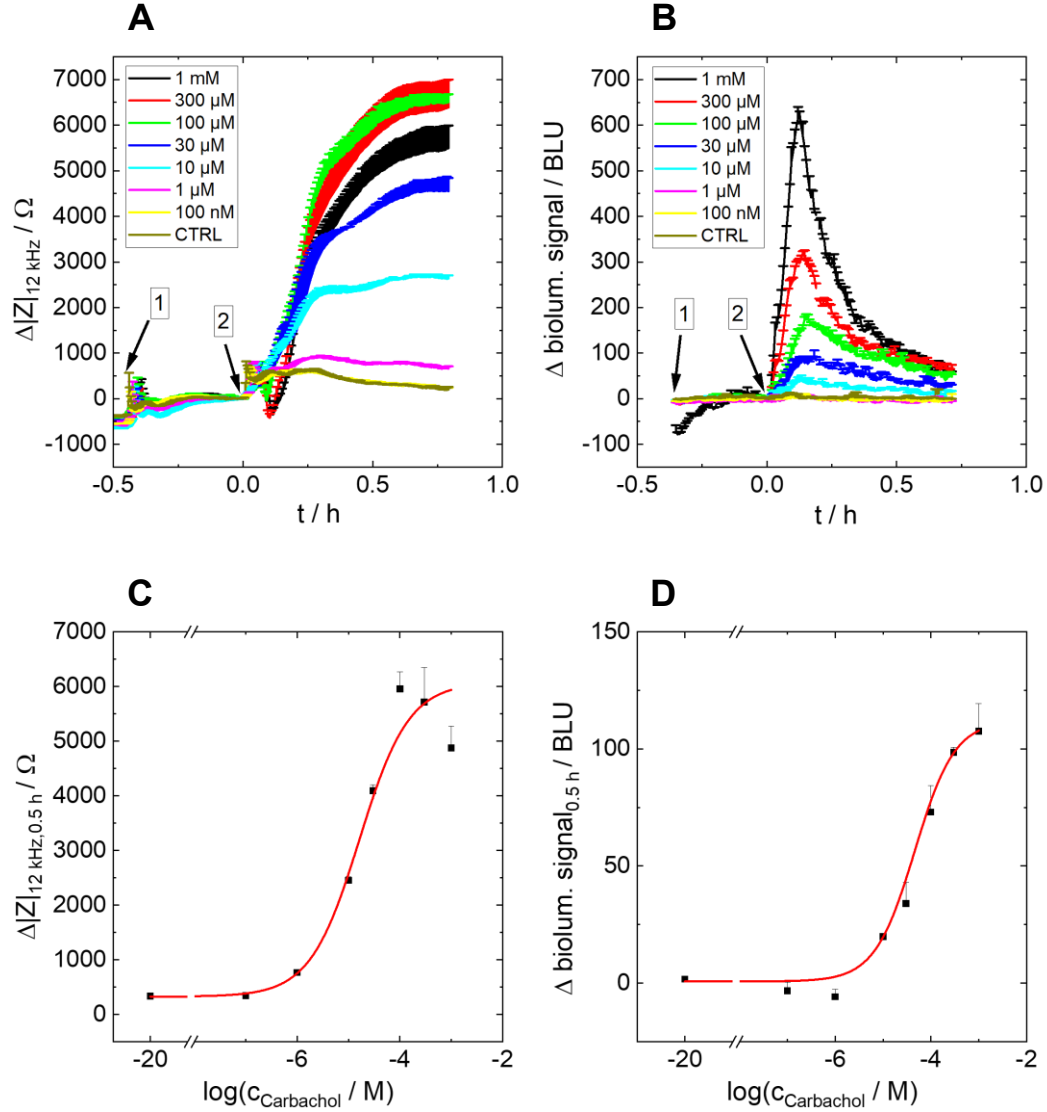 A
Δ|Z|12 kHz / Ω
7000
6000
5000
4000
3000
2000
1000
0
-1000
1 mM
300 µM
100 µM
30 µM
10 µM
1 µM
100 nM
CTRL
1
2
-0.5
0.0
0.5
1.0
t / h
B
Δ biolum. signal / BLU
700
600
500
400
300
200
100
0
-100
1 mM
300 µM
100 µM
30 µM
10 µM
1 µM
100 nM
CTRL
1
2
-0.5
0.0
0.5
1.0
t / h
C
Δ|Z|12 kHz,0.5 h / Ω
7000
6000
5000
4000
3000
2000
1000
0
-20
-6
-4
-2
log(cCarbachol / M)
D
Δ biolum. signal0.5 h / BLU
150
100
50
0
-20
-6
-4
-2
log(cCarbachol / M)